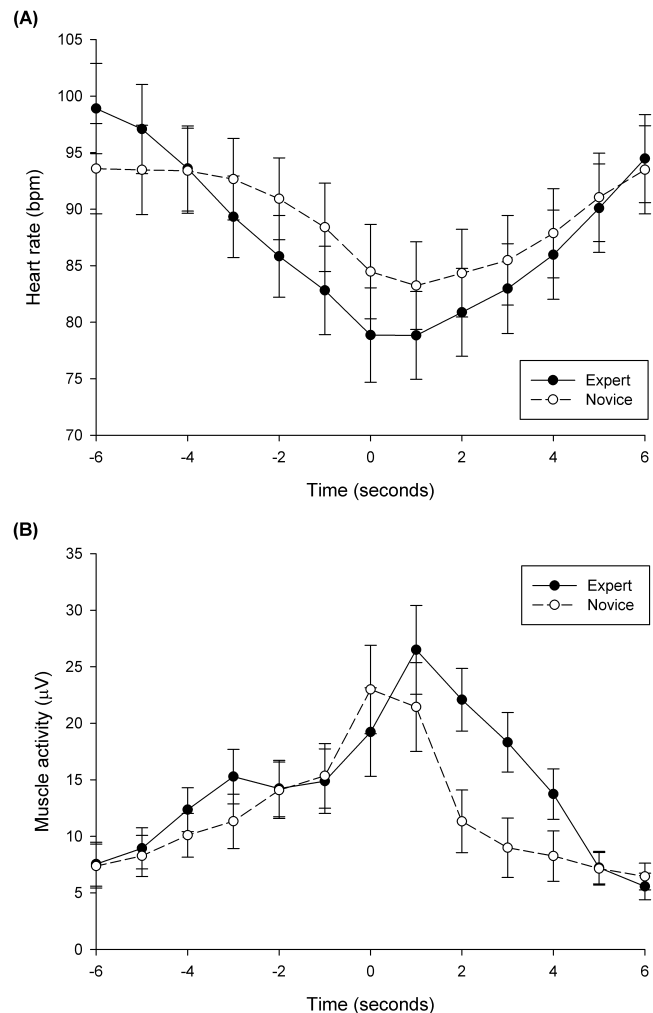 (A)
105
100
95
90
85
80
75
70
Heart rate (bpm)
Expert
Novice
-6 -4 -2 0 2 4 6
Time (seconds)
(B)
35
30
25
20
15
10
5
0
Muscle activity (μV)
Expert
Novice
-6 -4 -2 0 2 4 6
Time (seconds)